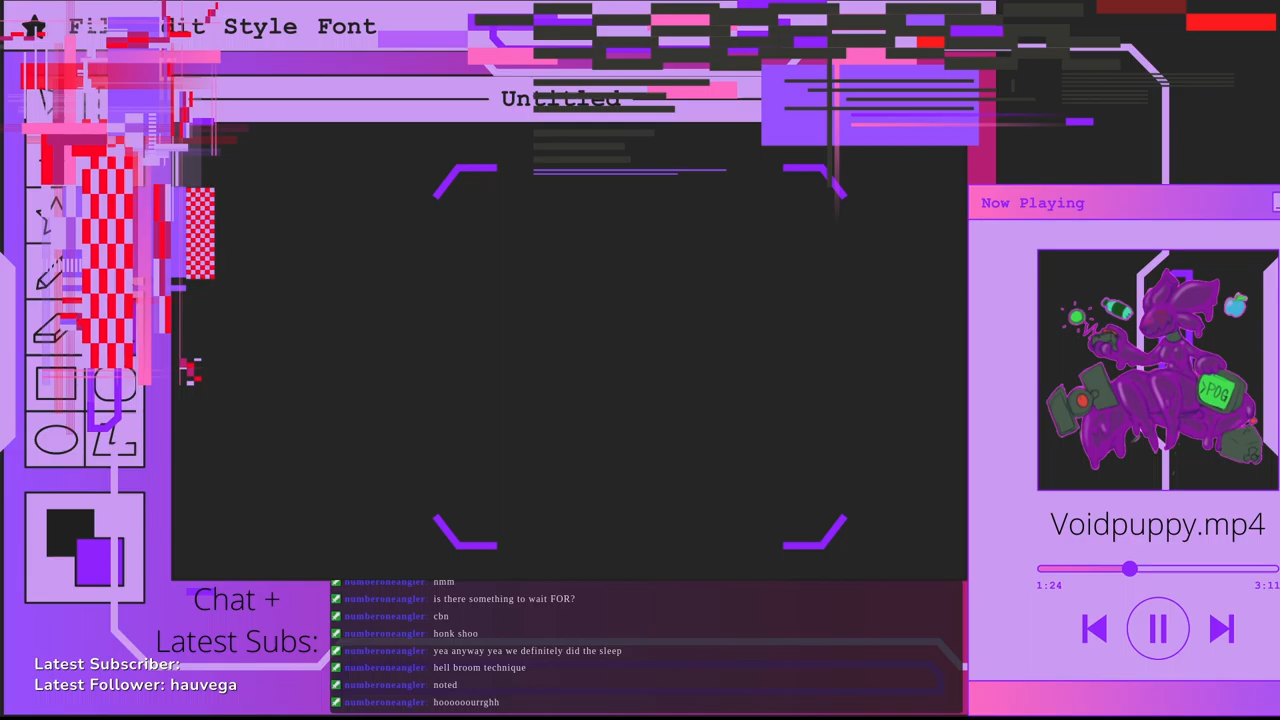 Style Font
Untitled
Now Playing
>POG
Voidpuppy.mp4
1:24
3:11
Chat +
Latest Subs:
Latest Subscriber:
Latest Follower: hauvega
numberoneangler hmm
numberoneangler is there something to wait FOR?
numberoneangler cbn
numberoneangler honk shoo
numberoneangler yea anyway yea we definitely did the sleep
numberoneangler hell broom technique
numberoneangler noted
numberoneangler hoooooourrghh